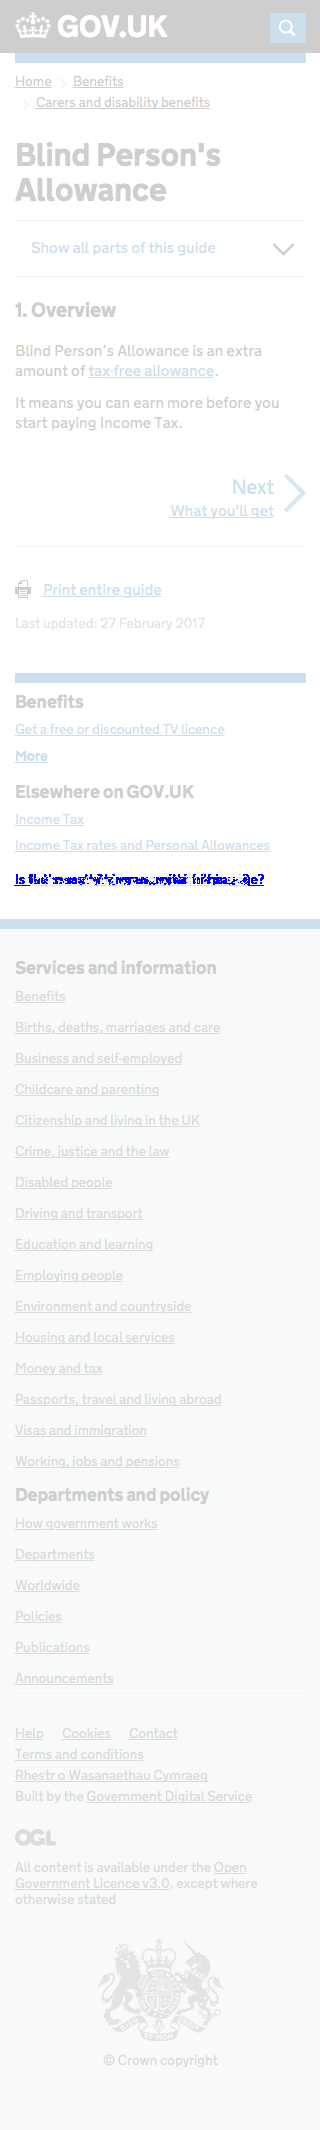 GOV.UK
Home
Benefits
Carers and disability benefits
Blind Person's
Allowance
Show all parts of this guide
1. Overview
Blind Person's Allowance is an extra
amount of tax-free allowance.
It means you can earn more before you
start paying Income Tax.
Next
What you'll get
Print entire guide
Last updated: 27 February 2017
Benefits
Get a free or discounted TV licence
More
Elsewhere on GOV.UK
Income Tax
Income Tax rates and Personal Allowances
Services and information
Benefits
Births, deaths, marriages and care
Business and self-employed
Childcare and parenting
Citizenship and living in the UK
Crime, justice and the law
Disabled people
Driving and transport
Education and learning
Employing people
Environment and countryside
Housing and local services
Money and tax
Passports, travel and living abroad
Visas and immigration
Working, jobs and pensions
Departments and policy
How government works
Departments
Worldwide
Policies
Publications
Announcements
Help Cookies Contact
Terms and conditions
Rhestr o Wasanaethau Cymraeg
Built by the Government Digital Service
OGL
All content is available under the Open
Government Licence v3.0, except where
otherwise stated
© Crown copyright